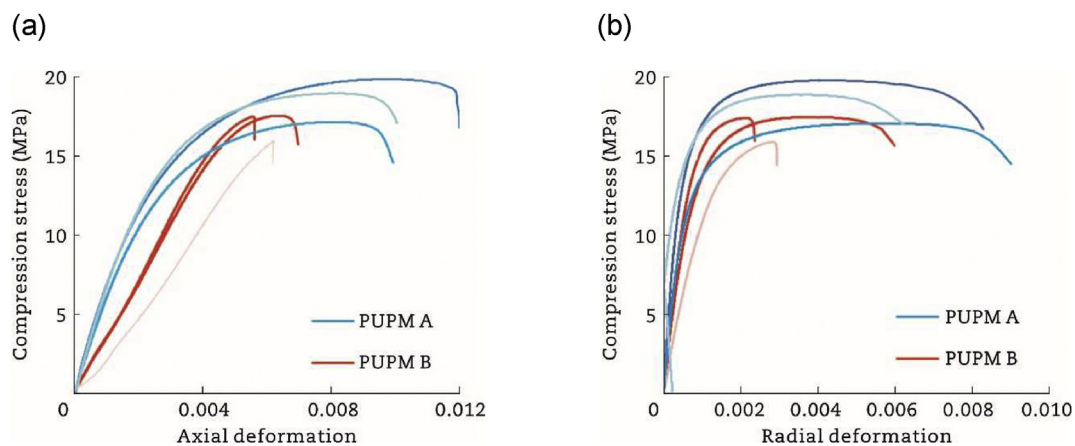 (a)
(b)
Compression stress (MPa)
20
15
10
5
0
0.004
0.008
0.012
Axial deformation
PUPM A
PUPM B
Compression stress (MPa)
20
15
10
5
0
0.002
0.004
0.006
0.008
0.010
Radial deformation
PUPM A
PUPM B